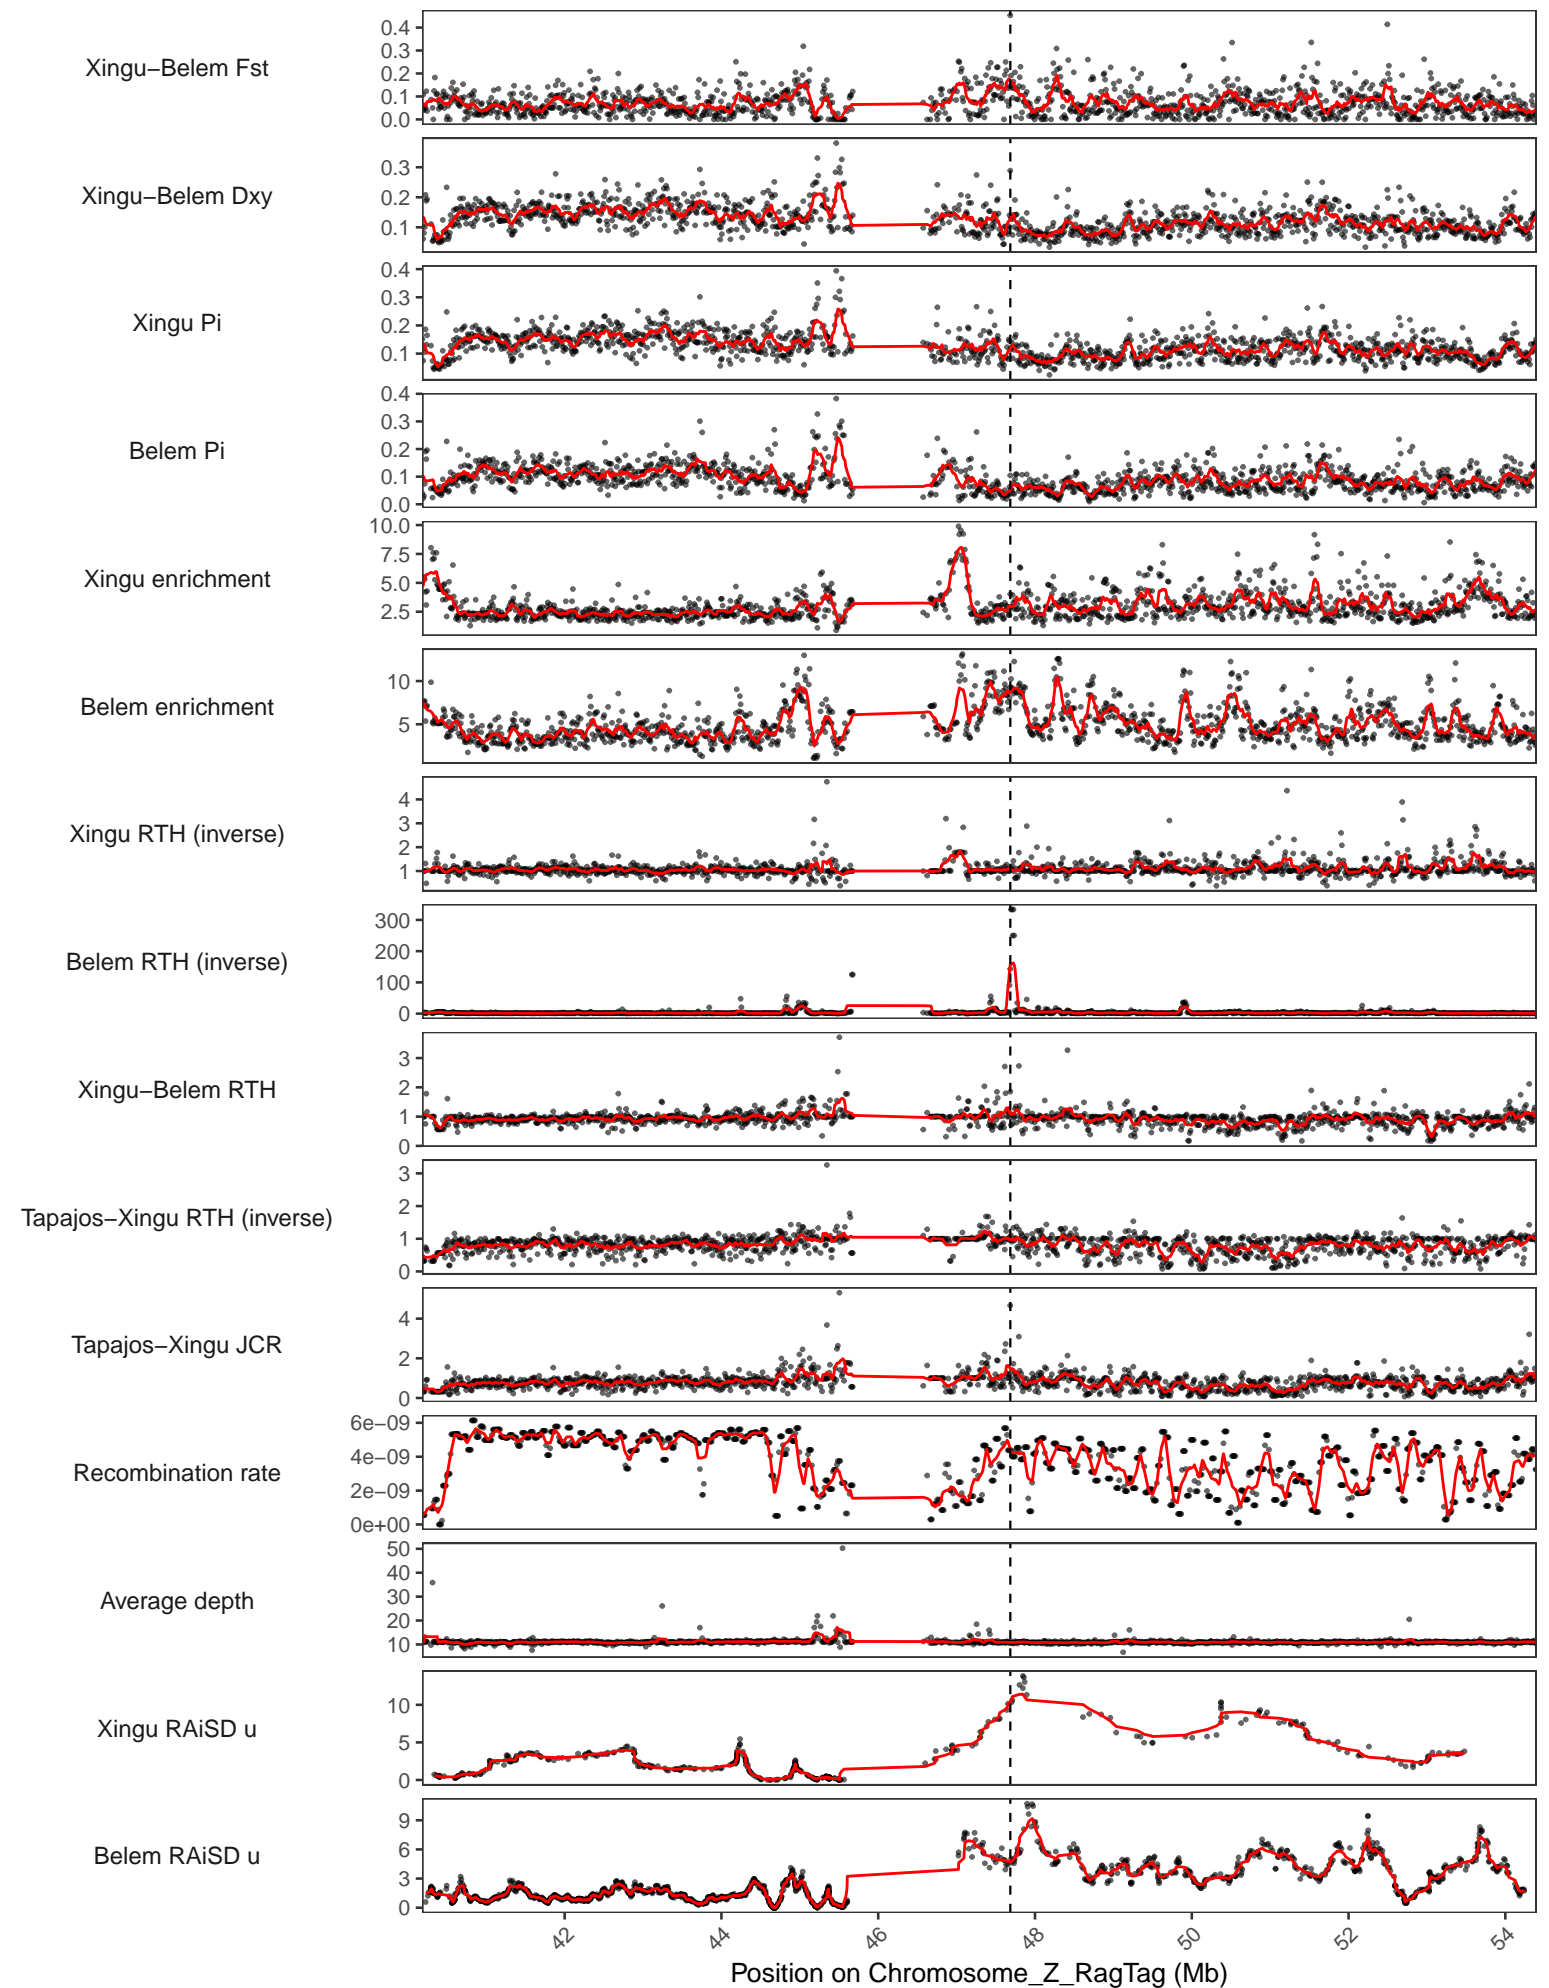 Xingu−Belem Fst
0.4
0.3
0.2
0.1
0.0
Xingu−Belem Dxy
0.3
0.2
0.1
Xingu Pi
0.4
0.3
0.2
0.1
Belem Pi
0.4
0.3
0.2
0.1
0.0
Xingu enrichment
10.0
7.5
5.0
2.5
Belem enrichment
10
5
Xingu RTH (inverse)
4
3
2
1
Belem RTH (inverse)
300
200
100
0
Xingu−Belem RTH
3
2
1
0
Tapajos−Xingu RTH (inverse)
3
2
1
0
Tapajos−Xingu JCR
4
2
0
Recombination rate
6e−09
4e−09
2e−09
0e+00
Average depth
50
40
30
20
10
Xingu RAiSD u
10
5
0
Belem RAiSD u
9
6
3
0
42 44 46 48 50 52 54
Position on Chromosome_Z_RagTag (Mb)